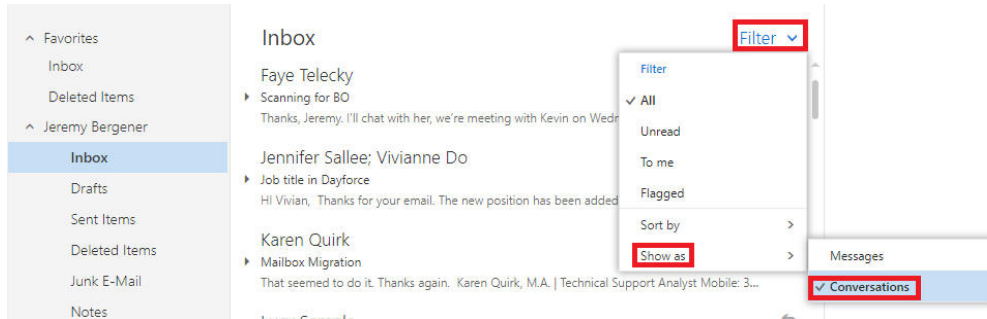 Favorites
Inbox
Deleted Items
Jeremy Bergener
Inbox
Drafts
Sent Items
Deleted Items
Junk E-Mail
Notes
Inbox
Filter
Faye Telecky
Scanning for BO
Thanks, Jeremy. I'll chat with her, we're meeting with Kevin on
Jennifer Sallee; Vivianne Do
Job title in Dayforce
HI Vivian, Thanks for your email. The new position has been added
Karen Quirk
Mailbox Migration
That seemed to do it. Thanks again. Karen Quirk, M.A. | Technical Support Analyst Mobile: 3...
Filter
All
Unread
To me
Flagged
Sort by
Show as
Messages
Conversations